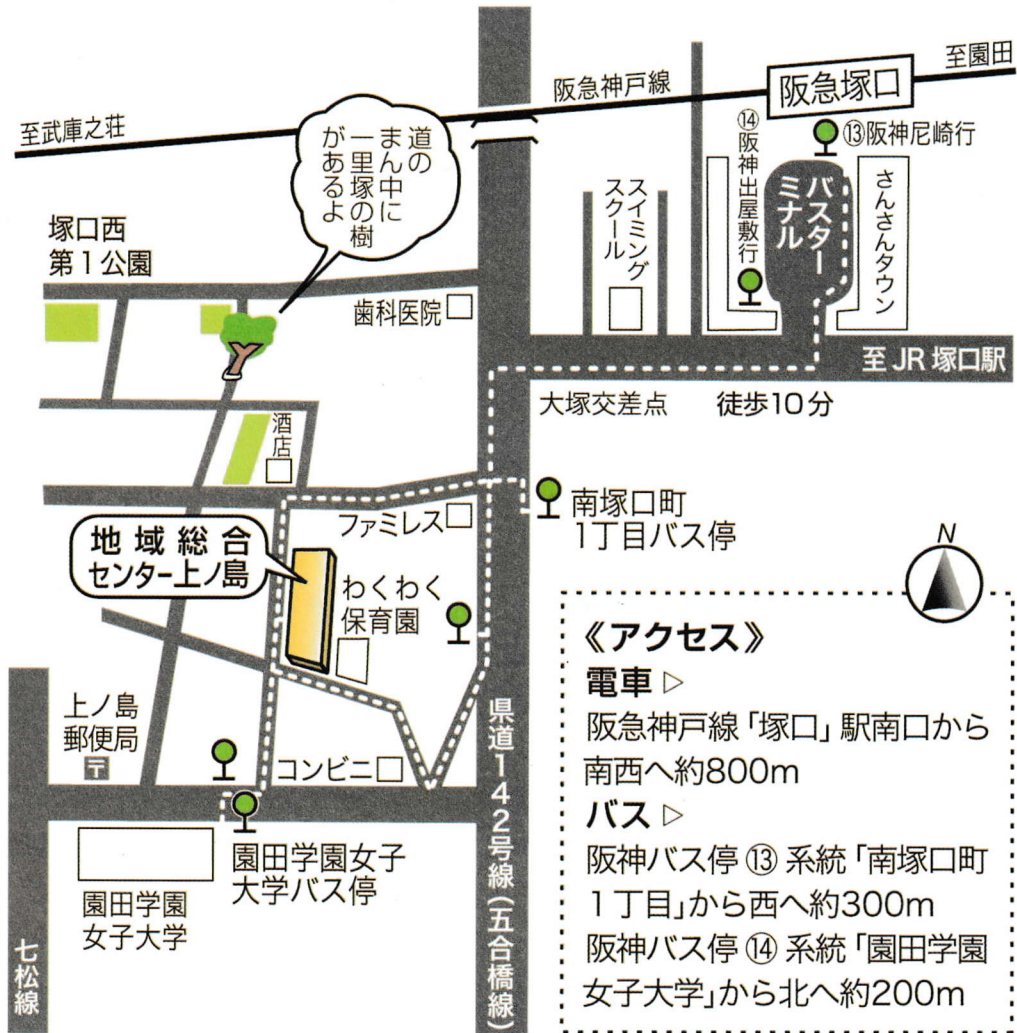 至園田
阪急塚口
阪急神戸線
至武庫之荘
⑬阪神尼崎行
⑭阪神出屋敷行
バスター
ミナル
さんさんタウン
スイミング
スクール
道の
まん中に
一里塚の樹
があるよ
塚口西
第1公園
歯科医院
至JR塚口駅
大塚交差点
徒歩10分
酒店
南塚口町
1丁目バス停
ファミレス
地域総合
センター上ノ島
わくわく
保育園
N
上ノ島
郵便局
〒
コンビニ
県道142号線(五合橋線)
園田学園女子
大学バス停
園田学園
女子大学
七松線
《アクセス》
電車▷
阪急神戸線「塚口」駅南口から
南西へ約800m
バス▷
阪神バス停⑬系統「南塚口町
1丁目」から西へ約300m
阪神バス停⑭系統「園田学園
女子大学」から北へ約200m